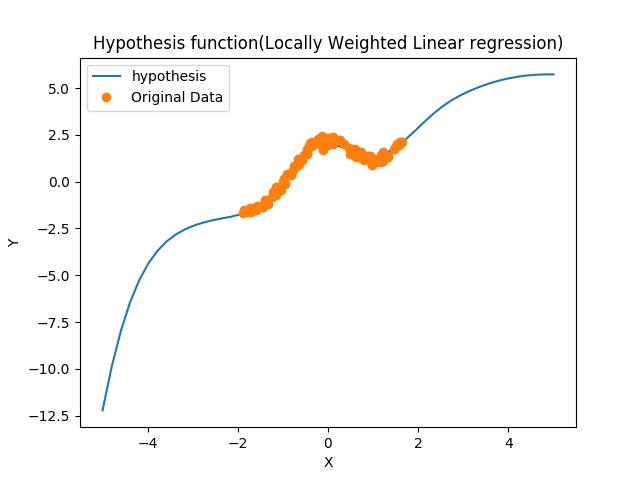 Hypothesis function(Locally Weighted Linear regression)
hypothesis
Original Data
5.0
2.5
0.0
−2.5
−5.0
−7.5
−10.0
−12.5
Y
−4 −2 0 2 4
X